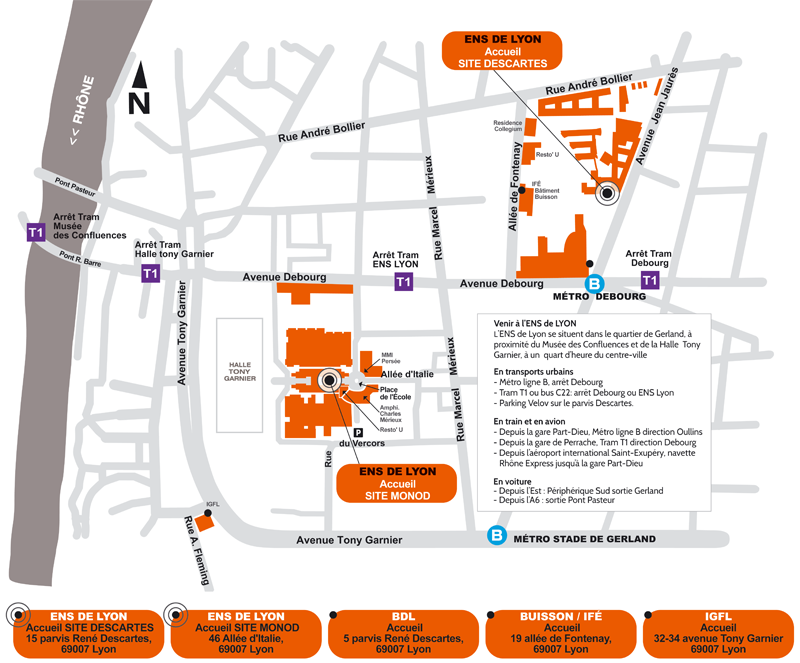 ENS DE LYON
Accueil
SITE DESCARTES
Rue André Bollier
Avenue Jean Jaurès
<< RHÔNE
N
Rue André Bollier
Residence
Collegium
Resto' U
Allée de Fontenay
IFÉ
Bâtiment
Buisson
Pont Pasteur
Rue Marcel Mérieux
T1
Arrêt Tram
Musée
des Confluences
Pont R. Barre
Arrêt Tram
Halle tony Garnier
T1
Arrêt Tram
ENS LYON
T1
Arrêt Tram
Debourg
T1
Avenue Debourg
Avenue Debourg
B
MÉTRO DEBOURG
Avenue Tony Garnier
HALLE
TONY
GARNIER
MMI
Persée
Allée d'Italie
Place
de l'École
Amphi.
Charles
Mérieux
Resto' U
P
Rue du Vercors
Rue Marcel Mérieux
ENS DE LYON
Accueil
SITE MONOD
Venir à l'ENS de LYON
L'ENS de Lyon se situent dans le quartier de Gerland, à
proximité du Musée des Confluences et de la Halle Tony
Garnier, à un quart d'heure du centre-ville
En transports urbains
- Métro ligne B, arrêt Debourg
- Tram T1 ou bus C22: arrêt Debourg ou ENS Lyon
- Parking Velov sur le parvis Descartes.
En train et en avion
- Depuis la gare Part-Dieu, Métro ligne B direction Oullins
- Depuis la gare de Perrache, Tram T1 direction Debourg
- Depuis l'aéroport international Saint-Exupéry, navette
Rhône Express jusqu'à la gare Part-Dieu
En voiture
- Depuis l'Est : Périphérique Sud sortie Gerland
- Depuis l'A6 : sortie Pont Pasteur
IGFL
Rue A. Fleming
Avenue Tony Garnier
B
MÉTRO STADE DE GERLAND
ENS DE LYON
Accueil SITE DESCARTES
15 parvis René Descartes,
69007 Lyon
ENS DE LYON
Accueil SITE MONOD
46 Allée d'Italie,
69007 Lyon
BDL
Accueil
5 parvis René Descartes,
69007 Lyon
BUISSON / IFÉ
Accueil
19 allée de Fontenay,
69007 Lyon
IGFL
Accueil
32-34 avenue Tony Garnier
69007 Lyon